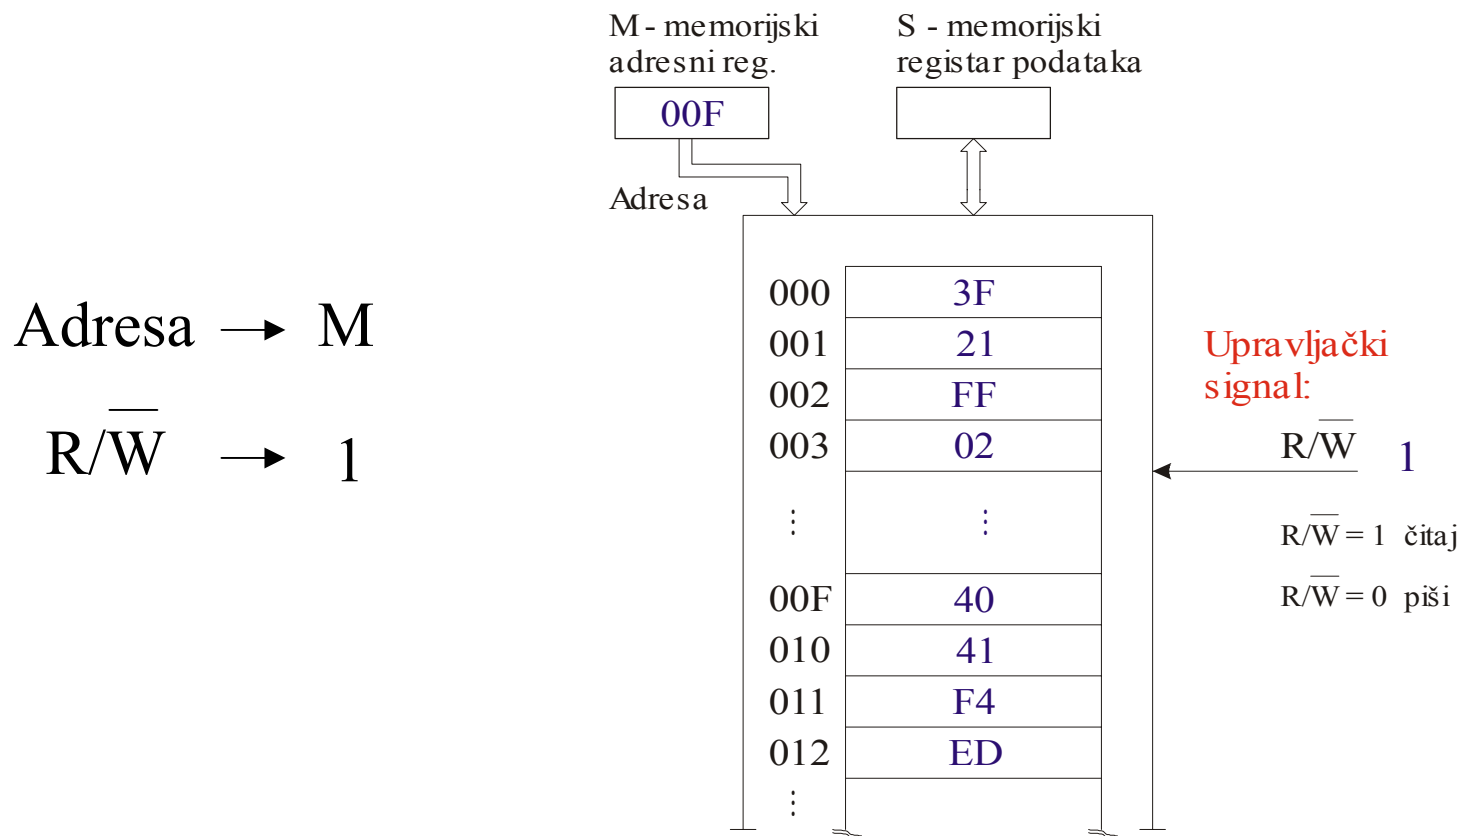 M - memorijski
adresni reg.
S - memorijski
registar podataka
00F
Adresa
Adresa → M
R/W̅ → 1
000 3F
001 21
002 FF
003 02
⋮ ⋮
00F 40
010 41
011 F4
012 ED
⋮
Upravljački
signal:
R/W̅ 1
R/W̅ = 1 čitaj
R/W̅ = 0 piši